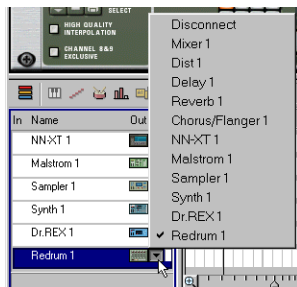 SELECT
HIGH QUALITY
INTERPOLATION
CHANNEL 8&9
EXCLUSIVE
In Name Out
NN-XT 1
Malstrom 1
Sampler 1
Synth 1
Dr.REX 1
Redrum 1
Disconnect
Mixer 1
Dist 1
Delay 1
Reverb 1
Chorus/Flanger 1
NN-XT 1
Malstrom 1
Sampler 1
Synth 1
Dr.REX 1
Redrum 1